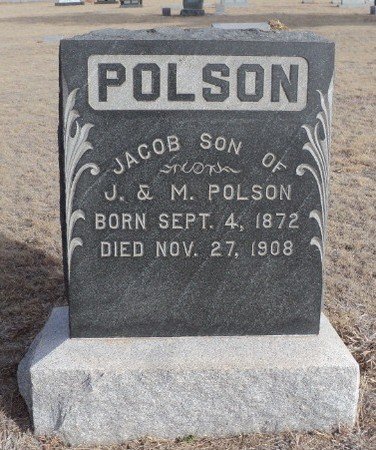 POLSON
JACOB SON OF
J. & M. POLSON
BORN SEPT. 4, 1872
DIED NOV. 27, 1908